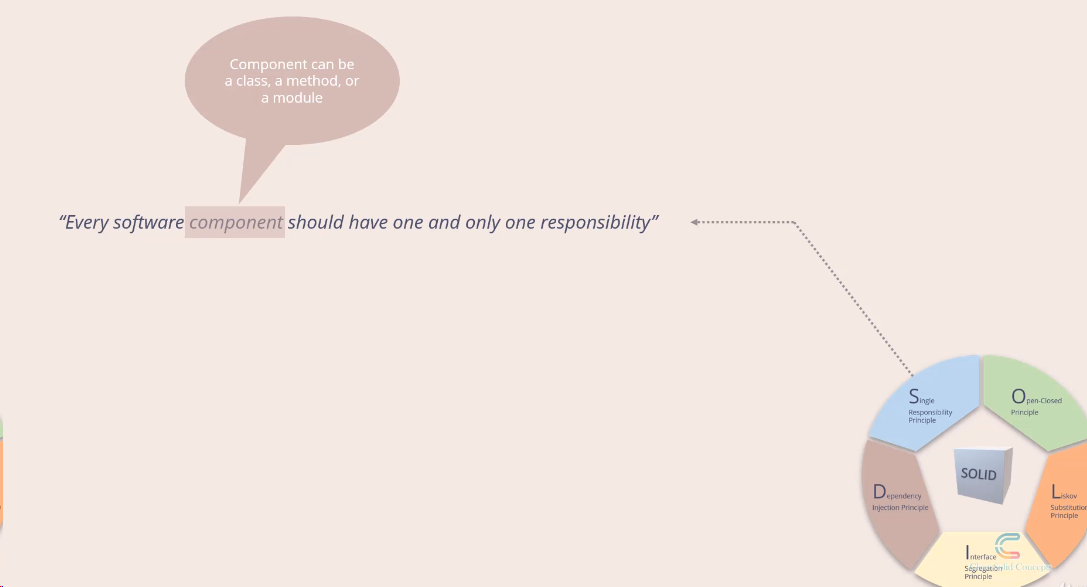 Component can be
a class, a method, or
a module
“Every software component should have one and only one responsibility”
Single
Responsibility
Principle
Open-Closed
Principle
SOLID
Dependency
Injection Principle
Liskov
Substitution
Principle
Interface
Segregation
Principle